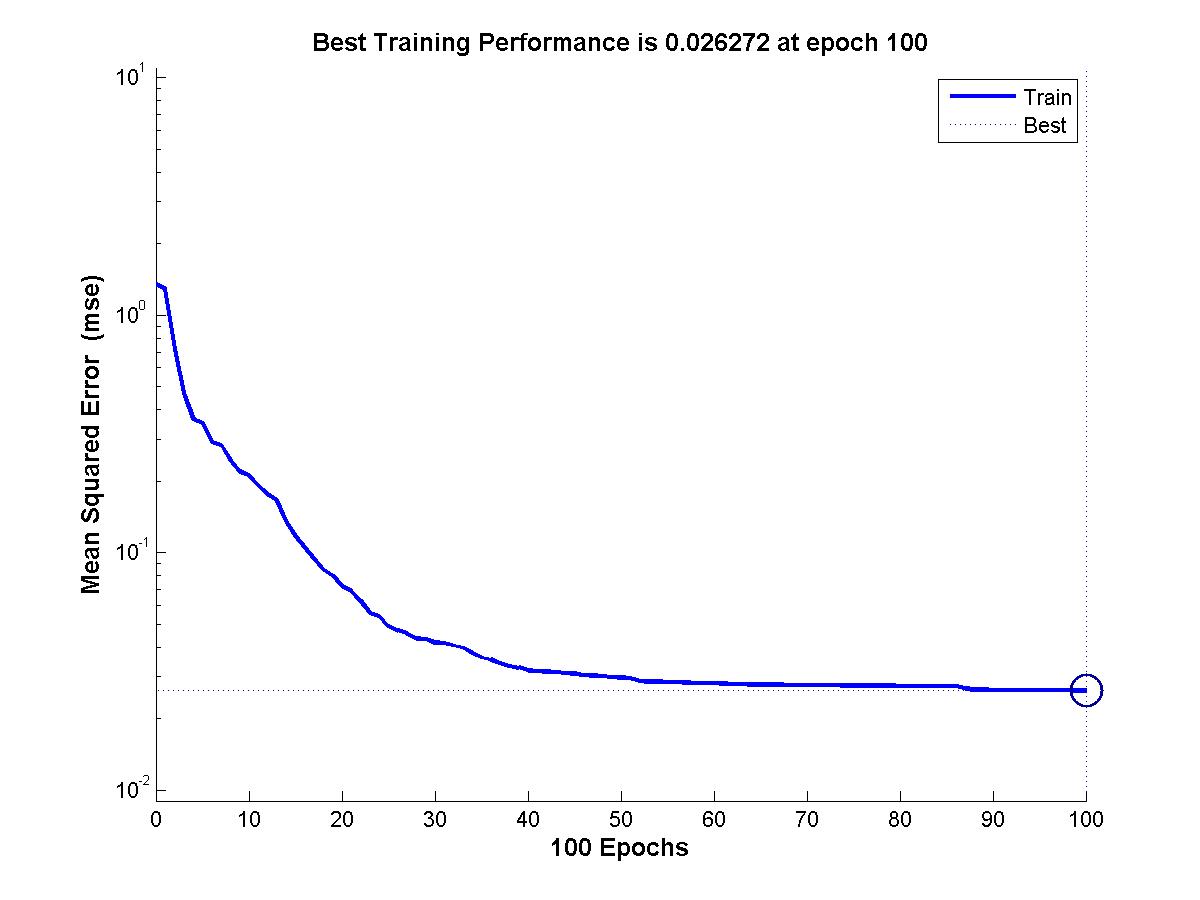 Best Training Performance is 0.026272 at epoch 100
Train
Best
Mean Squared Error (mse)
10^1
10^0
10^-1
10^-2
0 10 20 30 40 50 60 70 80 90 100
100 Epochs